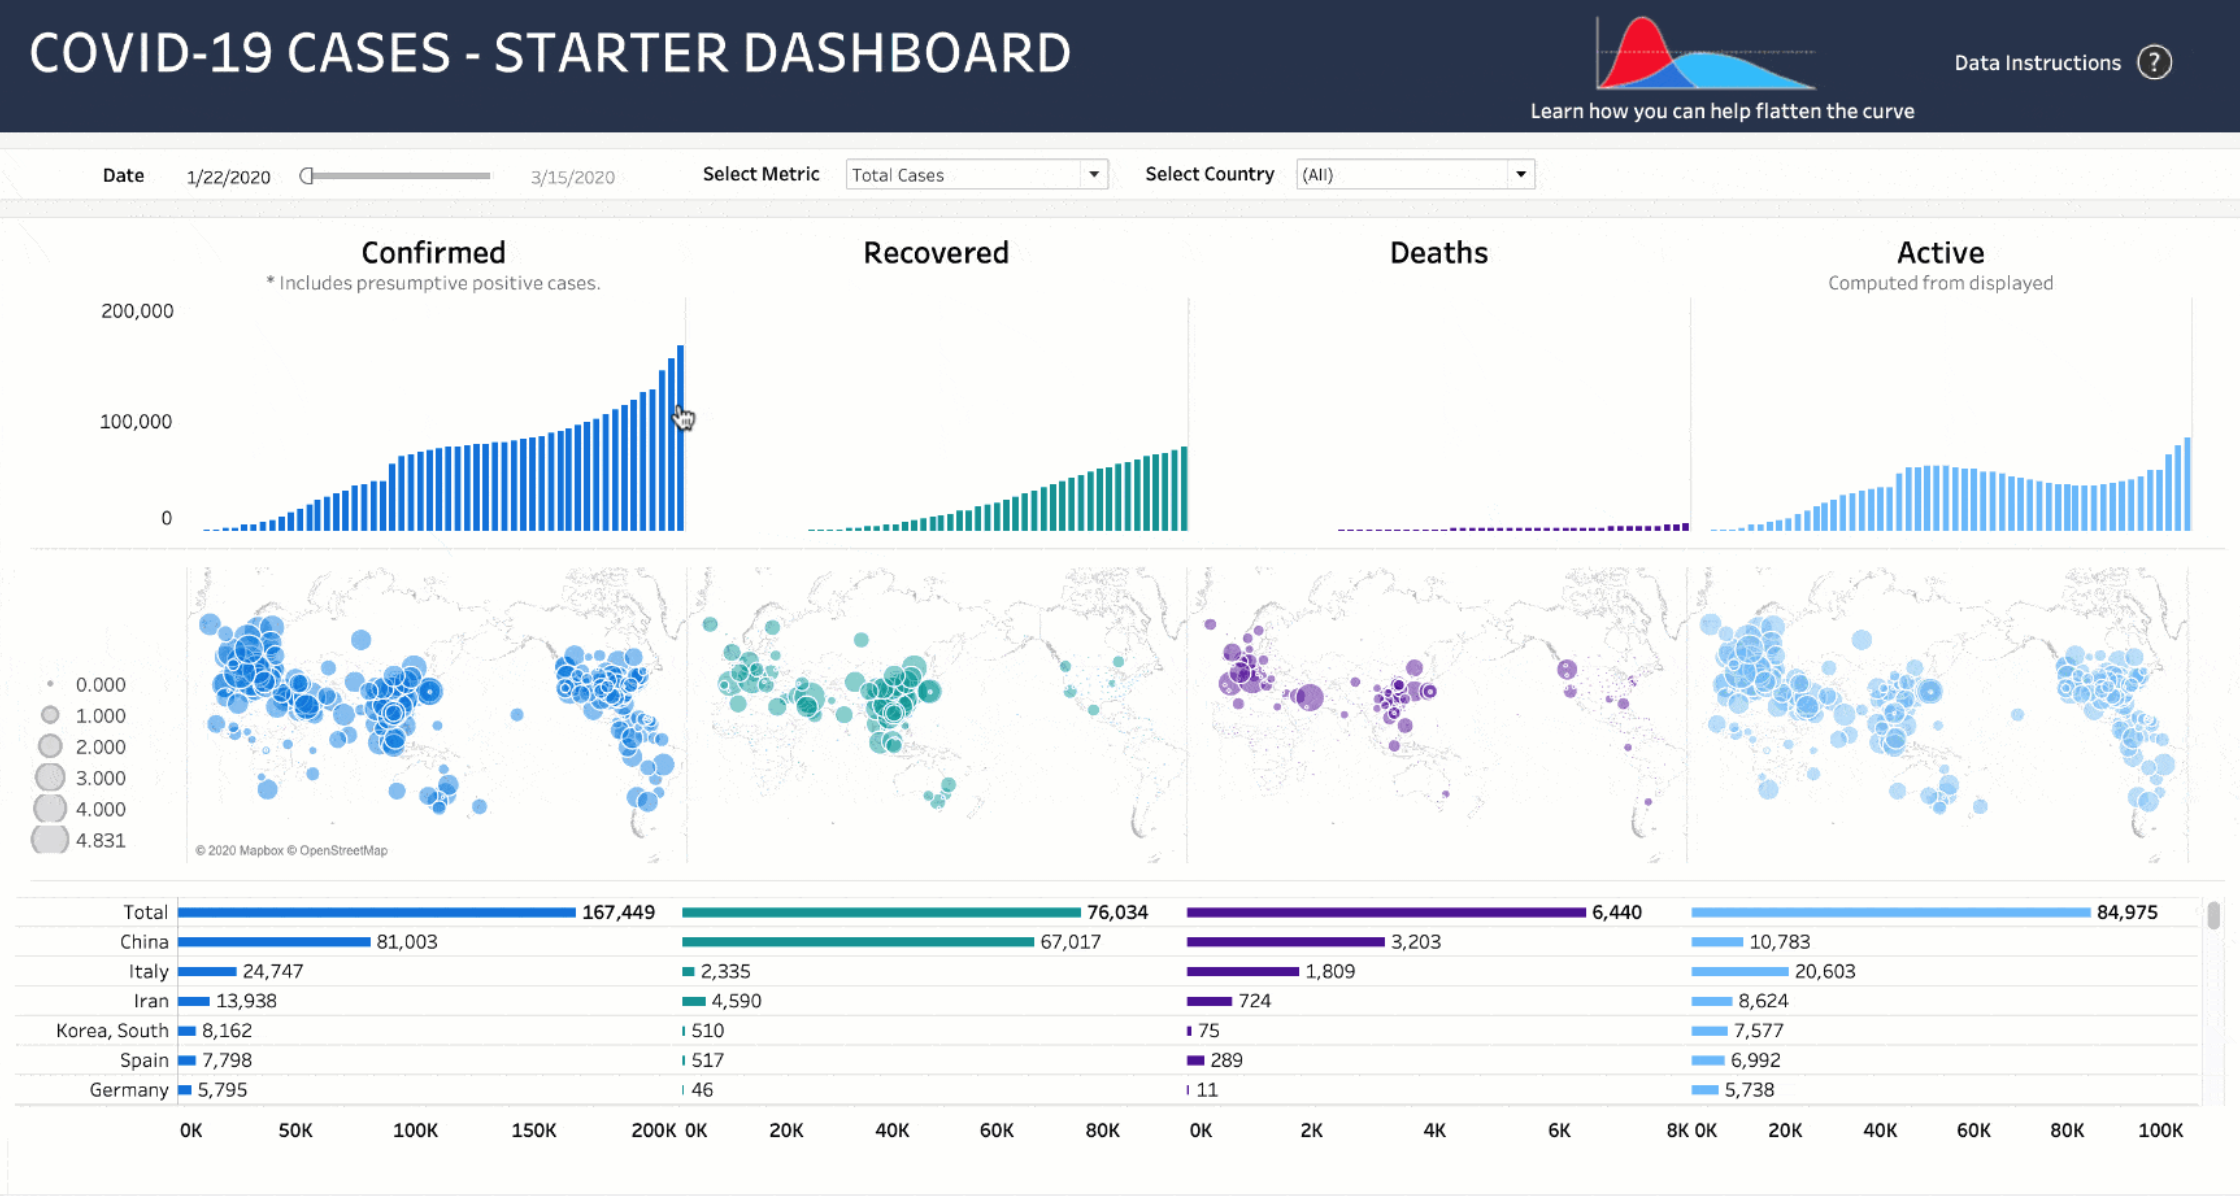 COVID-19 CASES - STARTER DASHBOARD
Data Instructions ?
Learn how you can help flatten the curve
Date 1/22/2020 3/15/2020 Select Metric Total Cases Select Country (All)
Confirmed Recovered Deaths Active
* Includes presumptive positive cases. Computed from displayed
200,000
100,000
0
0.000
1.000
2.000
3.000
4.000
4.831
© 2020 Mapbox © OpenStreetMap
Total 167,449 76,034 6,440 84,975
China 81,003 67,017 3,203 10,783
Italy 24,747 2,335 1,809 20,603
Iran 13,938 4,590 724 8,624
Korea, South 8,162 510 75 7,577
Spain 7,798 517 289 6,992
Germany 5,795 46 11 5,738
0K 50K 100K 150K 200K 0K 20K 40K 60K 80K 0K 2K 4K 6K 8K 0K 20K 40K 60K 80K 100K